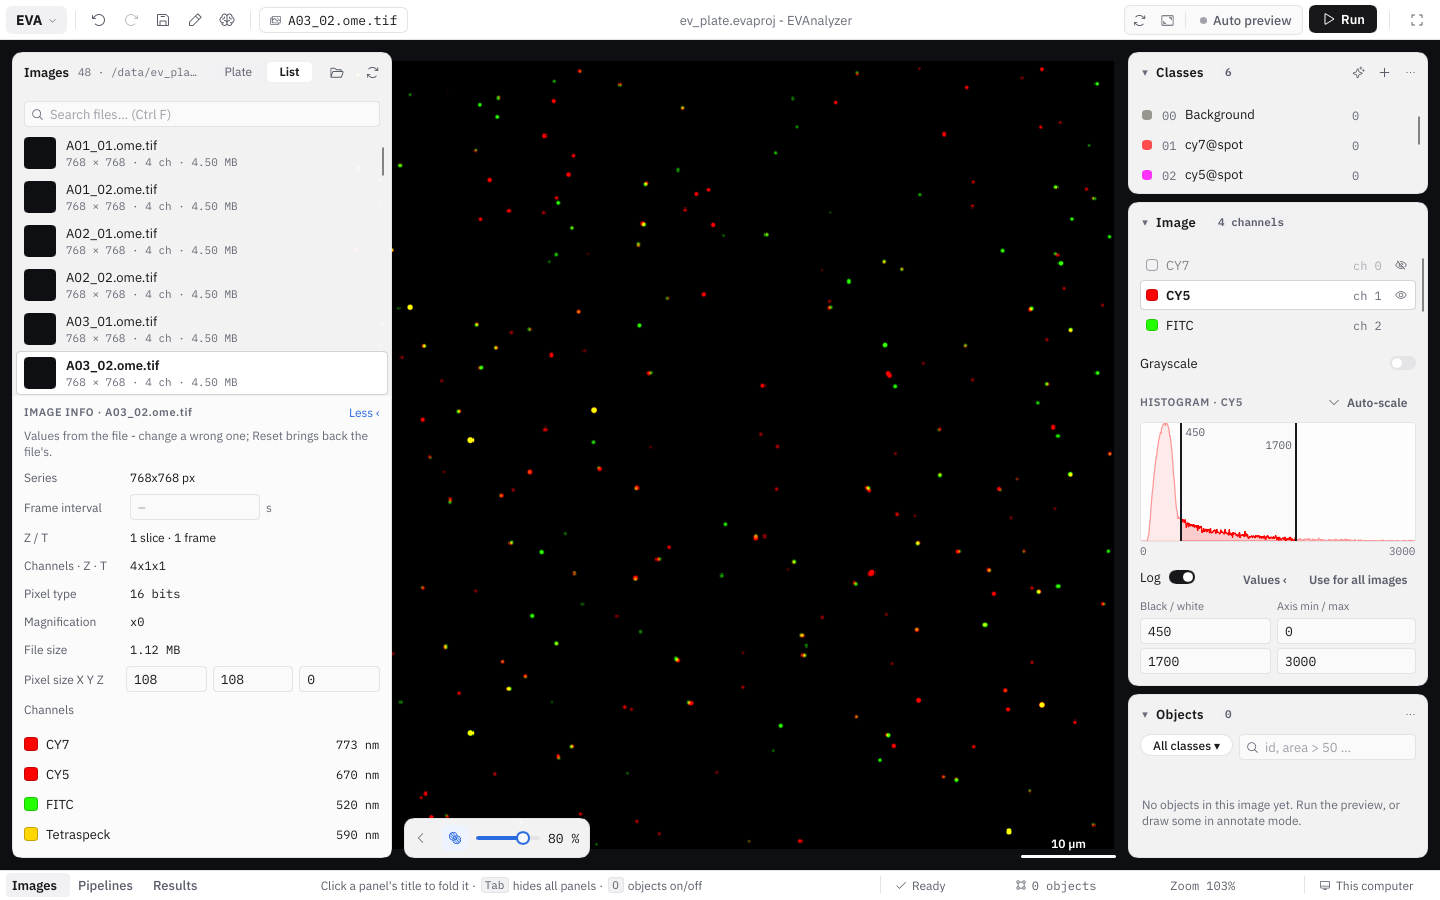 EVA
A03_02.ome.tif
ev_plate.evaproj - EVAnalyzer
Auto preview
Run
Images 48 · /data/ev_pla…
Plate
List
Search files... (Ctrl F)
A01_01.ome.tif
768 × 768 · 4 ch · 4.50 MB
A01_02.ome.tif
768 × 768 · 4 ch · 4.50 MB
A02_01.ome.tif
768 × 768 · 4 ch · 4.50 MB
A02_02.ome.tif
768 × 768 · 4 ch · 4.50 MB
A03_01.ome.tif
768 × 768 · 4 ch · 4.50 MB
A03_02.ome.tif
768 × 768 · 4 ch · 4.50 MB
IMAGE INFO · A03_02.ome.tif
Less ‹
Values from the file - change a wrong one; Reset brings back the
file's.
Series 768x768 px
Frame interval – s
Z / T 1 slice · 1 frame
Channels · Z · T 4x1x1
Pixel type 16 bits
Magnification x0
File size 1.12 MB
Pixel size X Y Z 108 108 0
Channels
CY7 773 nm
CY5 670 nm
FITC 520 nm
Tetraspeck 590 nm
80 %
10 µm
Classes 6
00 Background 0
01 cy7@spot 0
02 cy5@spot 0
Image 4 channels
CY7 ch 0
CY5 ch 1
FITC ch 2
Grayscale
HISTOGRAM · CY5
Auto-scale
450
1700
0 3000
Log
Values ‹
Use for all images
Black / white Axis min / max
450 0
1700 3000
Objects 0
All classes ▾
id, area > 50 ...
No objects in this image yet. Run the preview, or
draw some in annotate mode.
Images Pipelines Results
Click a panel's title to fold it · Tab hides all panels · O objects on/off
Ready
0 objects
Zoom 103%
This computer